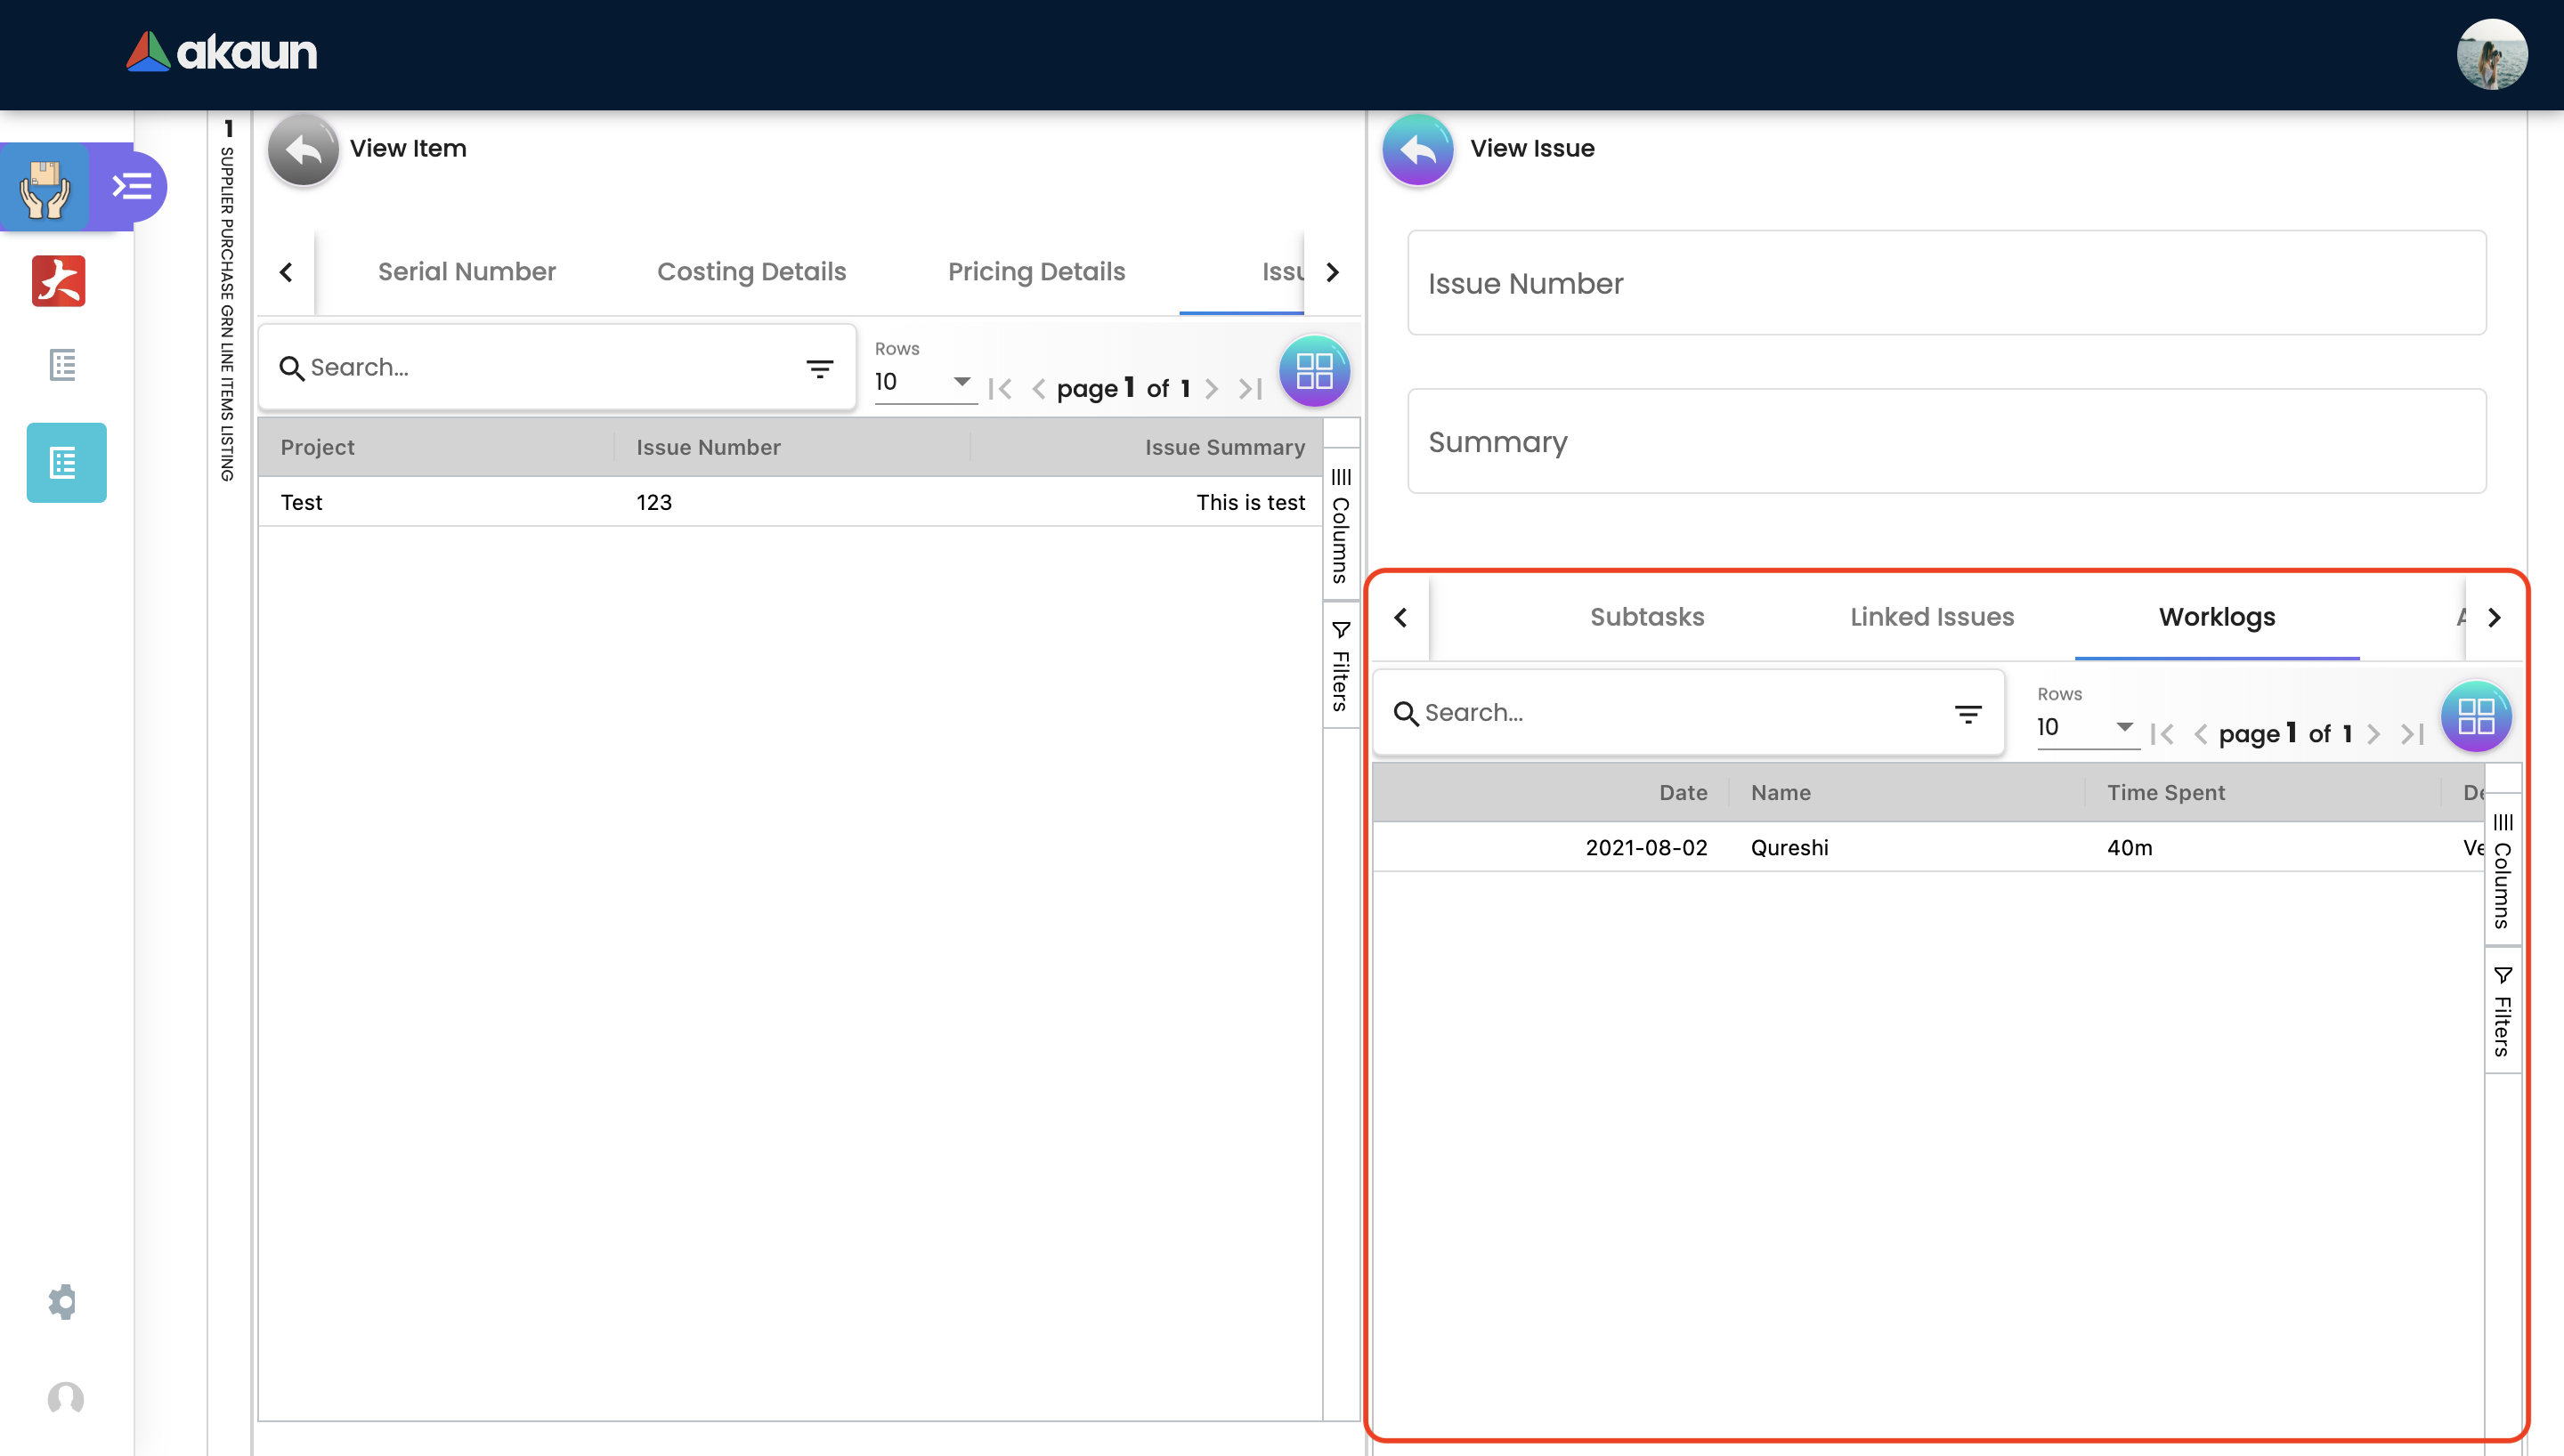 akaun
1 SUPPLIER PURCHASE GRN LINE ITEMS LISTING
View Item
Serial Number Costing Details Pricing Details Issu
Search...
Rows
10
page 1 of 1
Project Issue Number Issue Summary
Test 123 This is test
Columns
Filters
View Issue
Issue Number
Summary
Subtasks Linked Issues Worklogs A
Search...
Rows
10
page 1 of 1
Date Name Time Spent De
2021-08-02 Qureshi 40m Ve
Columns
Filters